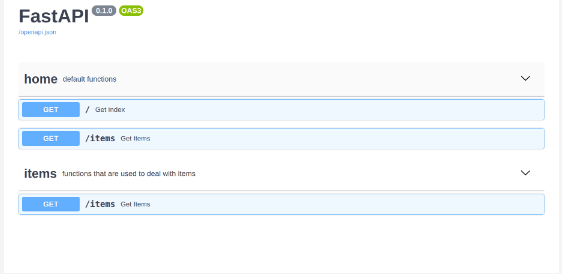 FastAPI 0.1.0 OAS3
/openapi.json
home default functions
GET / Get Index
GET /items Get Items
items functions that are used to deal with items
GET /items Get Items